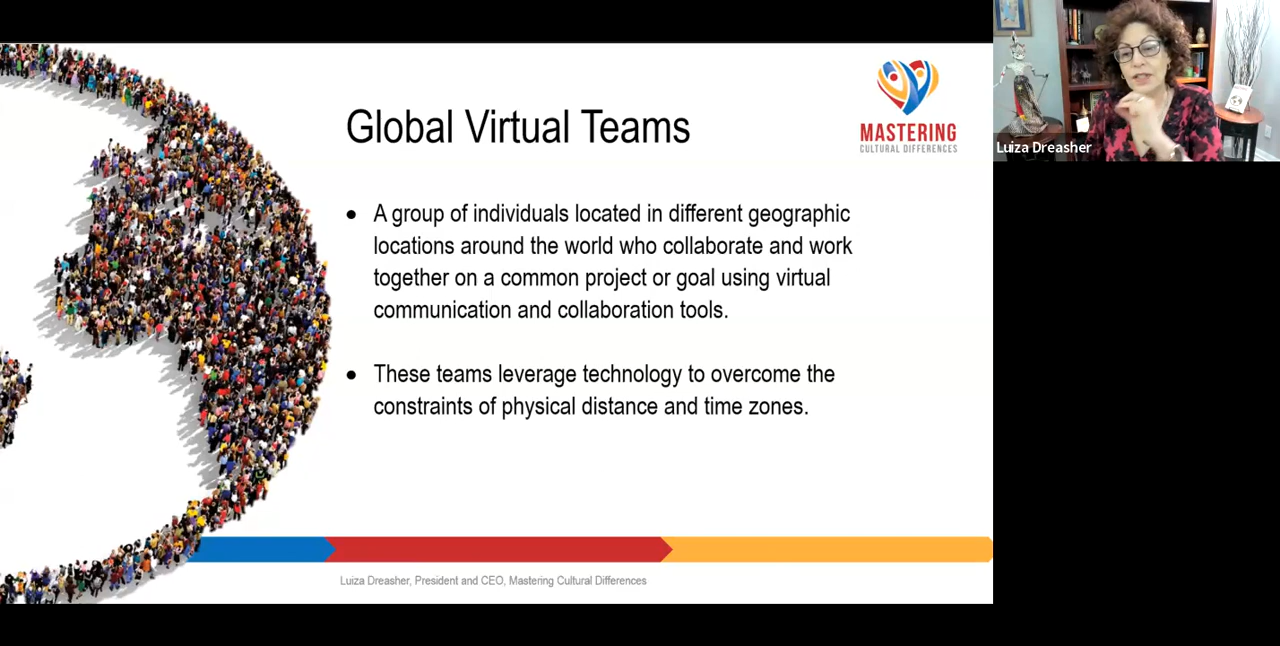 Global Virtual Teams
MASTERING
CULTURAL DIFFERENCES
Luiza Dreasher
• A group of individuals located in different geographic
locations around the world who collaborate and work
together on a common project or goal using virtual
communication and collaboration tools.
• These teams leverage technology to overcome the
constraints of physical distance and time zones.
Luiza Dreasher, President and CEO, Mastering Cultural Differences